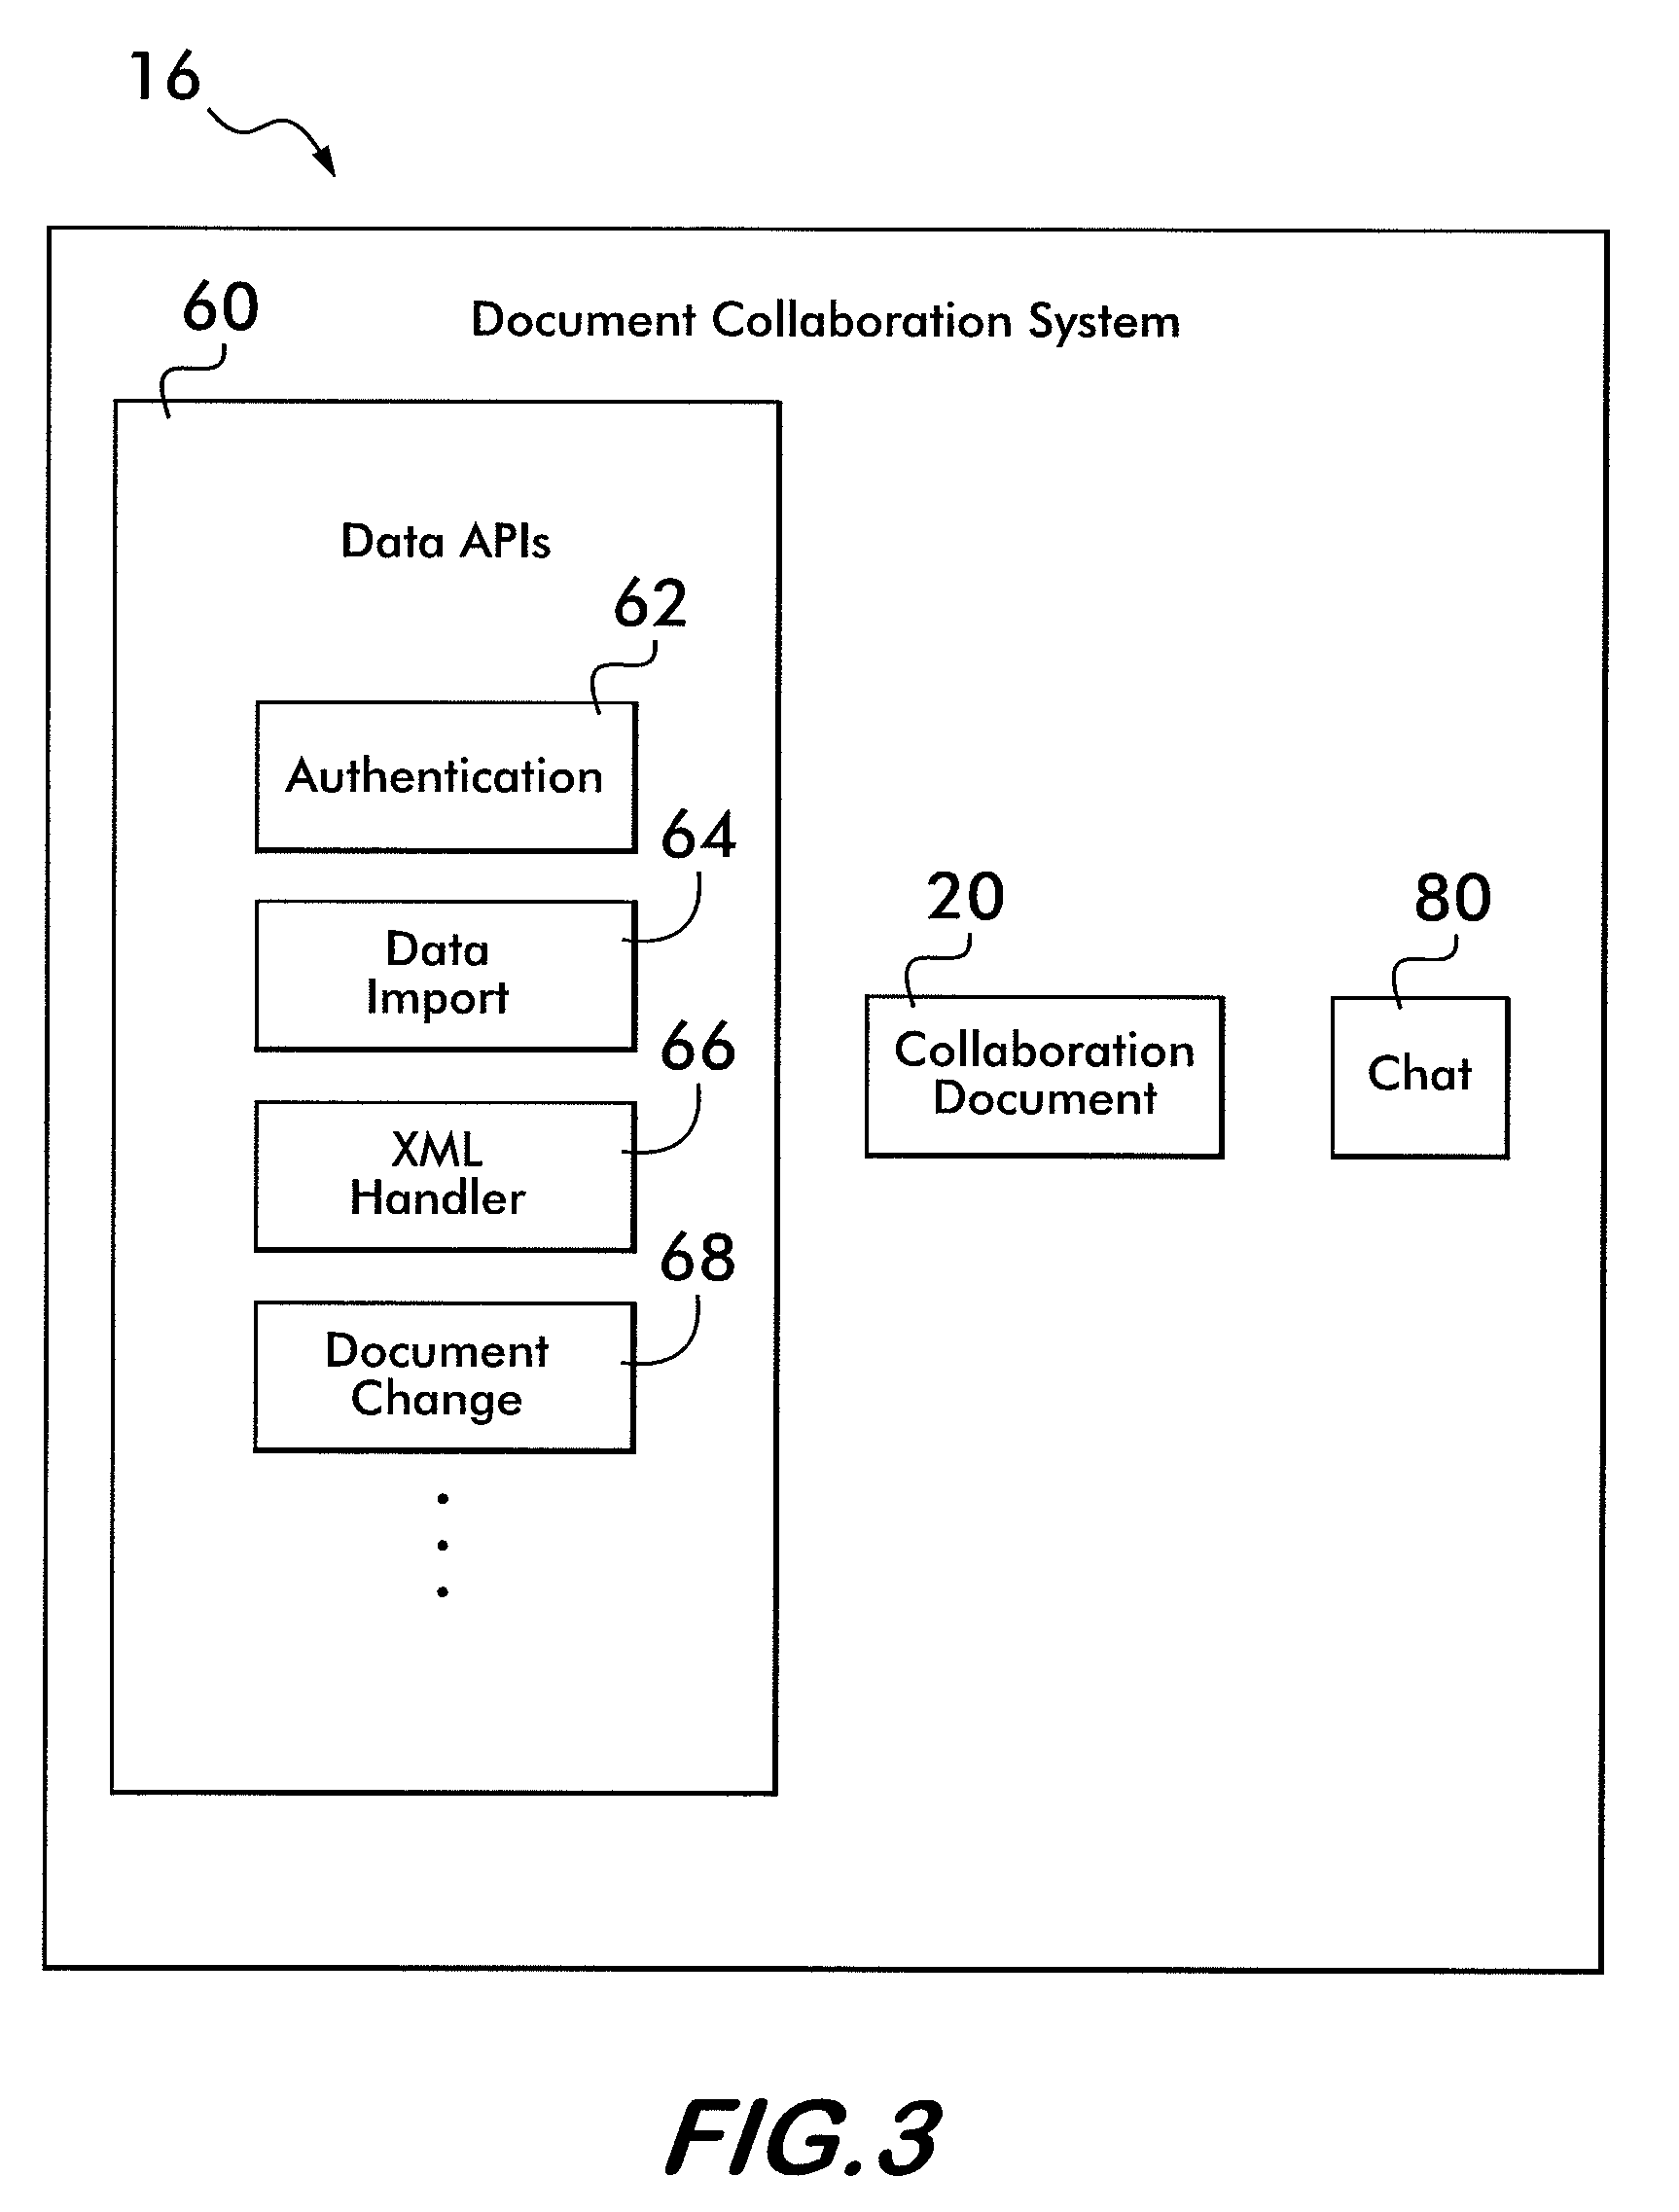 16
60
Document Collaboration System
Data APIs
62
Authentication
64
Data
Import
66
XML
Handler
68
Document
Change
20
Collaboration
Document
80
Chat
FIG.3